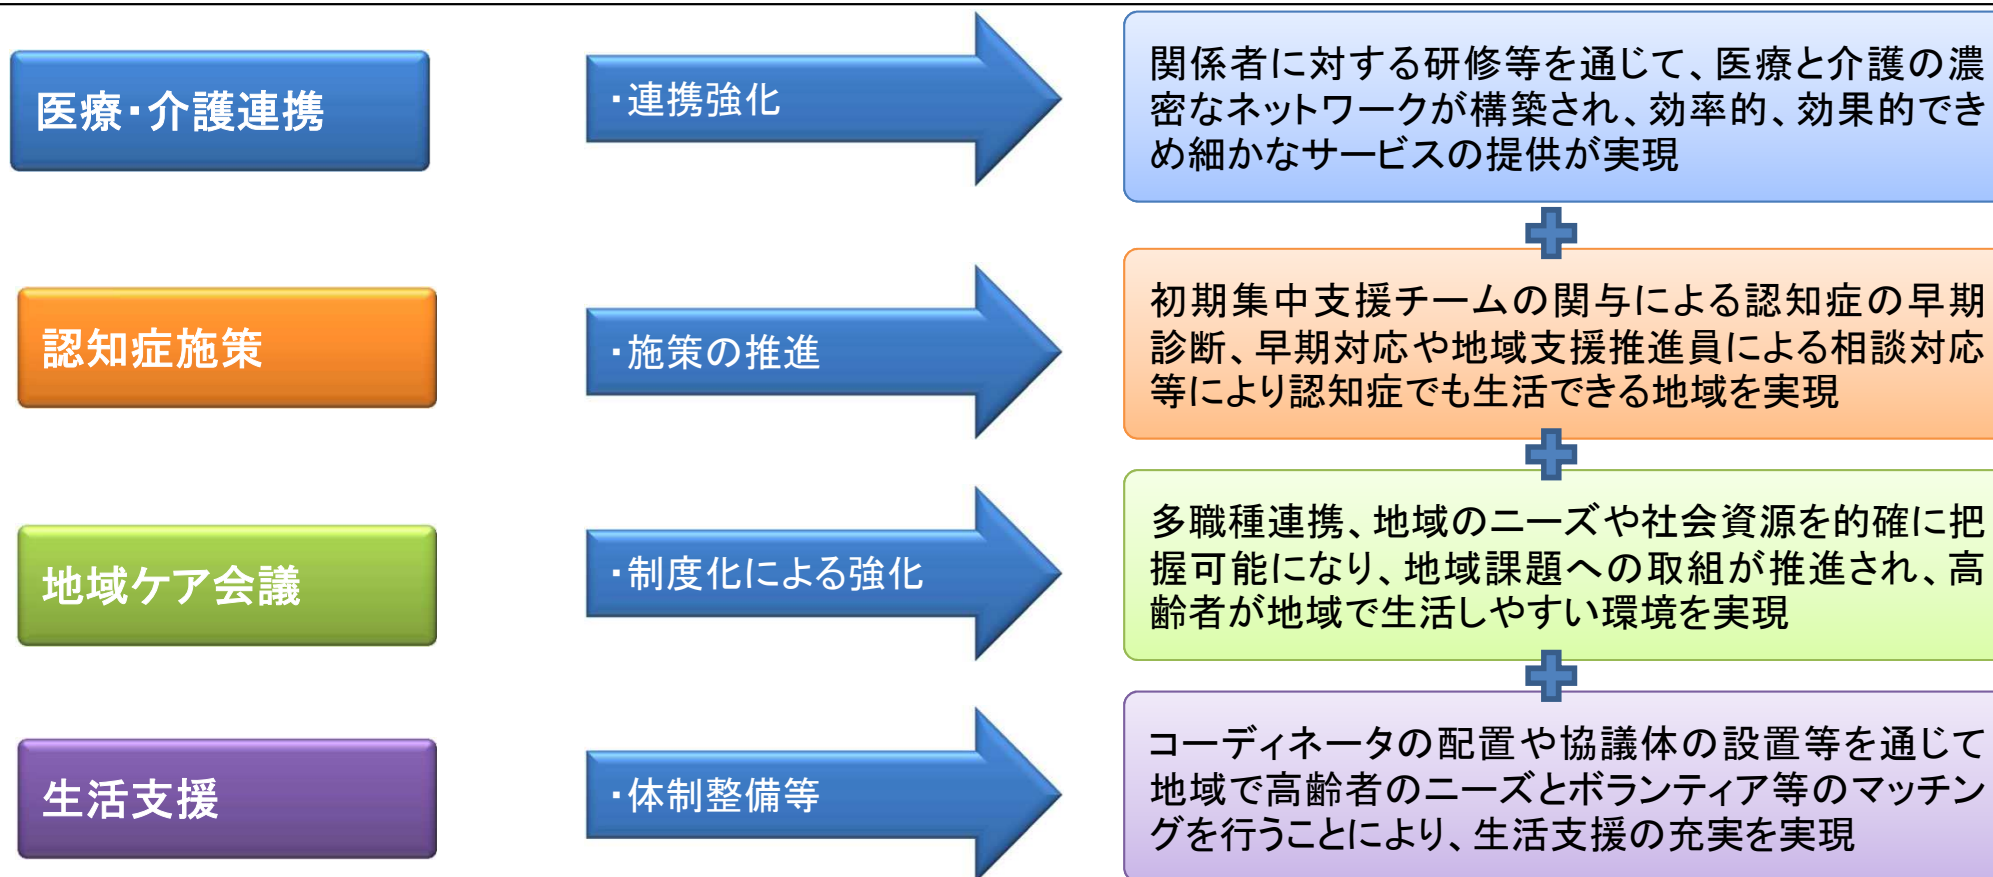 医療・介護連携
・連携強化
関係者に対する研修等を通じて、医療と介護の濃
密なネットワークが構築され、効率的、効果的でき
め細かなサービスの提供が実現
認知症施策
・施策の推進
初期集中支援チームの関与による認知症の早期
診断、早期対応や地域支援推進員による相談対応
等により認知症でも生活できる地域を実現
地域ケア会議
・制度化による強化
多職種連携、地域のニーズや社会資源を的確に把
握可能になり、地域課題への取組が推進され、高
齢者が地域で生活しやすい環境を実現
生活支援
・体制整備等
コーディネータの配置や協議体の設置等を通じて
地域で高齢者のニーズとボランティア等のマッチン
グを行うことにより、生活支援の充実を実現